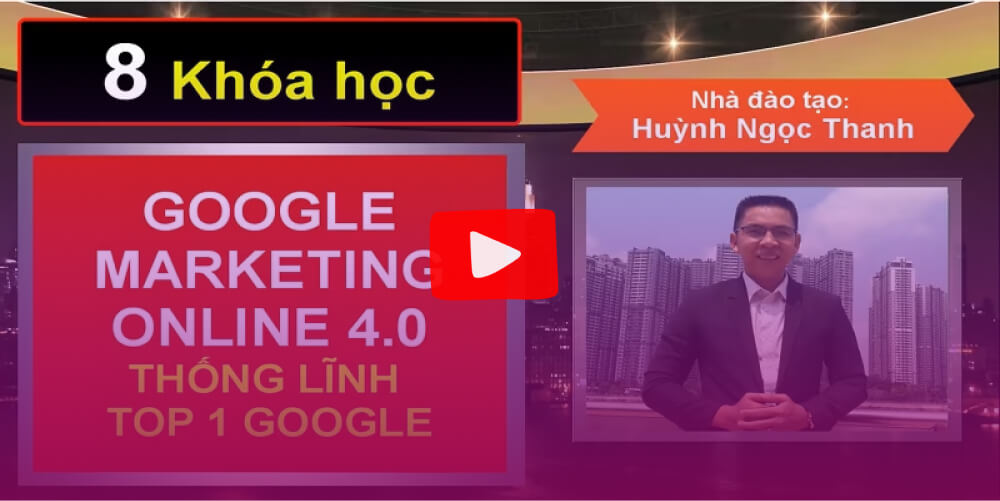 8 Khóa học
Nhà đào tạo:
Huỳnh Ngọc Thanh
GOOGLE
MARKETING
ONLINE 4.0
THỐNG LĨNH
TOP 1 GOOGLE